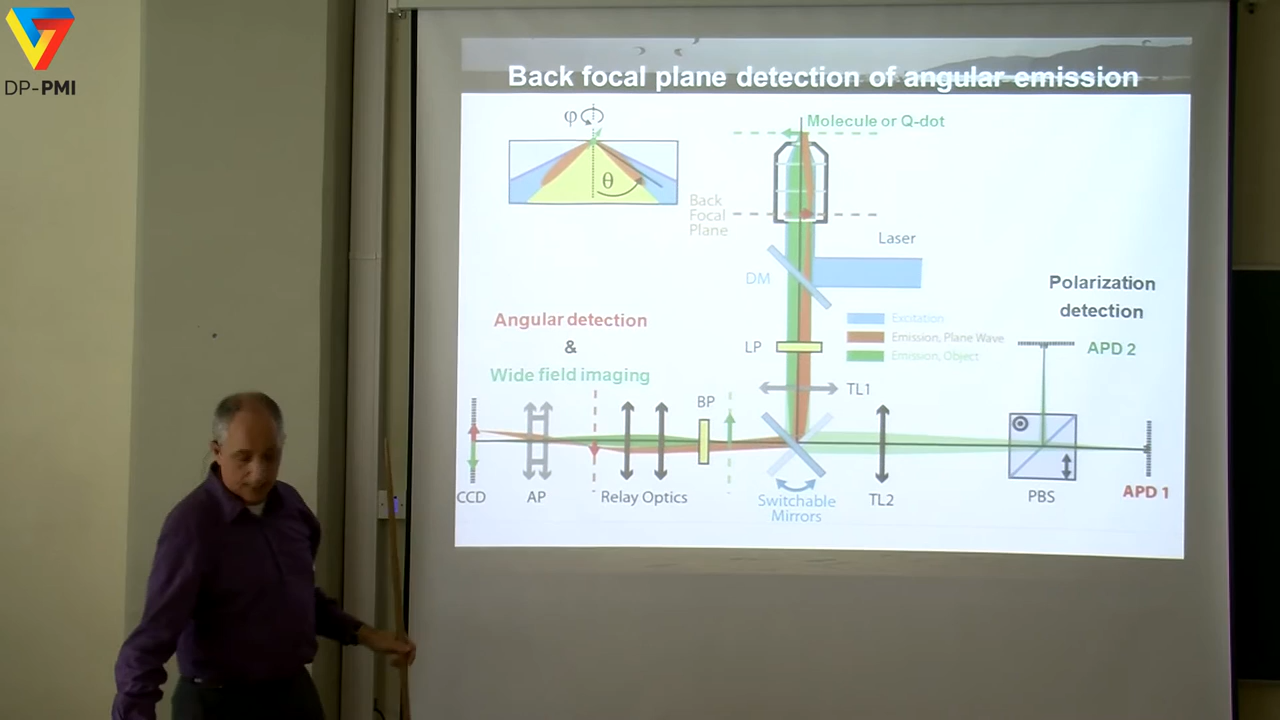 DP-PMI
Back focal plane detection of angular emission
φ
Molecule or Q-dot
θ
Back
Focal
Plane
Laser
DM
Polarization
detection
Angular detection
&
Wide field imaging
Excitation
Emission, Plane Wave
Emission, Object
LP
APD 2
TL1
BP
CCD
AP
Relay Optics
Switchable
Mirrors
TL2
PBS
APD 1